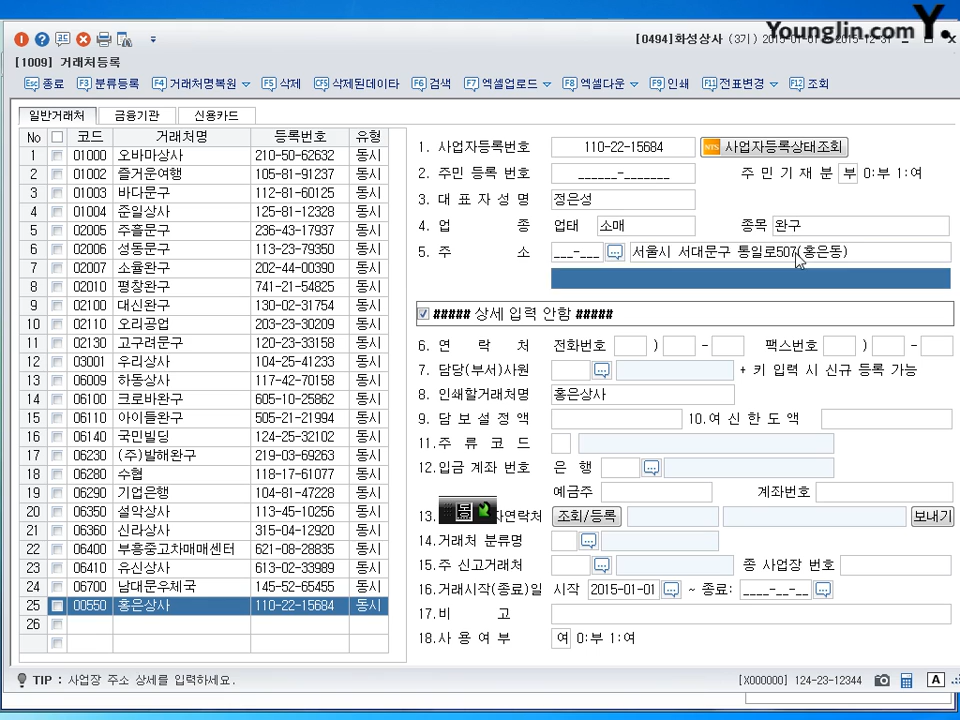 YoungJin.com Y.
[0494]화성상사 (3기) 2015-01-01 ~ 2015-12-31
[1009] 거래처등록
Esc 종료 F3 분류등록 F4 거래처명복원 F5 삭제 CF5 삭제된데이타 F6 검색 F7 엑셀업로드 F8 엑셀다운 F9 인쇄 F11 전표변경 F12 조회
일반거래처 금융기관 신용카드
No 코드 거래처명 등록번호 유형
1 01000 오바마상사 210-50-62632 동시
2 01002 즐거운여행 105-81-91237 동시
3 01003 바다문구 112-81-60125 동시
4 01004 준일상사 125-81-12328 동시
5 02005 주홀문구 236-43-17937 동시
6 02006 성동문구 113-23-79350 동시
7 02007 소율완구 202-44-00390 동시
8 02010 평창완구 741-21-54825 동시
9 02100 대신완구 130-02-31754 동시
10 02110 오리공업 203-23-30209 동시
11 02130 고구려문구 120-23-33158 동시
12 03001 우리상사 104-25-41233 동시
13 06009 하동상사 117-42-70158 동시
14 06100 크로바완구 605-10-25862 동시
15 06110 아이들완구 505-21-21994 동시
16 06140 국민빌딩 124-25-32102 동시
17 06230 (주)발해완구 219-03-69263 동시
18 06280 수협 118-17-61077 동시
19 06290 기업은행 104-81-47228 동시
20 06350 설악상사 113-45-10256 동시
21 06360 신라상사 315-04-12920 동시
22 06400 부흥중고차매매센터 621-08-28835 동시
23 06410 유신상사 613-02-33989 동시
24 06700 남대문우체국 145-52-65455 동시
25 00550 홍은상사 110-22-15684 동시
26
1. 사업자등록번호 110-22-15684 NTS 사업자등록상태조회
2. 주민 등록 번호 ______-_______ 주 민 기 재 분 부 0:부 1:여
3. 대 표 자 성 명 정은성
4. 업 종 업태 소매 종목 완구
5. 주 소 ___-___ 서울시 서대문구 통일로507(홍은동)
##### 상세 입력 안함 #####
6. 연 락 처 전화번호 ) - 팩스번호 ) -
7. 담당(부서)사원 + 키 입력 시 신규 등록 가능
8. 인쇄할거래처명 홍은상사
9. 담 보 설 정 액 10.여 신 한 도 액
11.주 류 코 드
12.입금 계좌 번호 은 행
예금주 계좌번호
13. 자연락처 조회/등록 보내기
14.거래처 분류명
15.주 신고거래처 종 사업장 번호
16.거래시작(종료)일 시작 2015-01-01 ~ 종료: ____-__-__
17.비 고
18.사 용 여 부 여 0:부 1:여
TIP : 사업장 주소 상세를 입력하세요.
[X000000] 124-23-12344 A